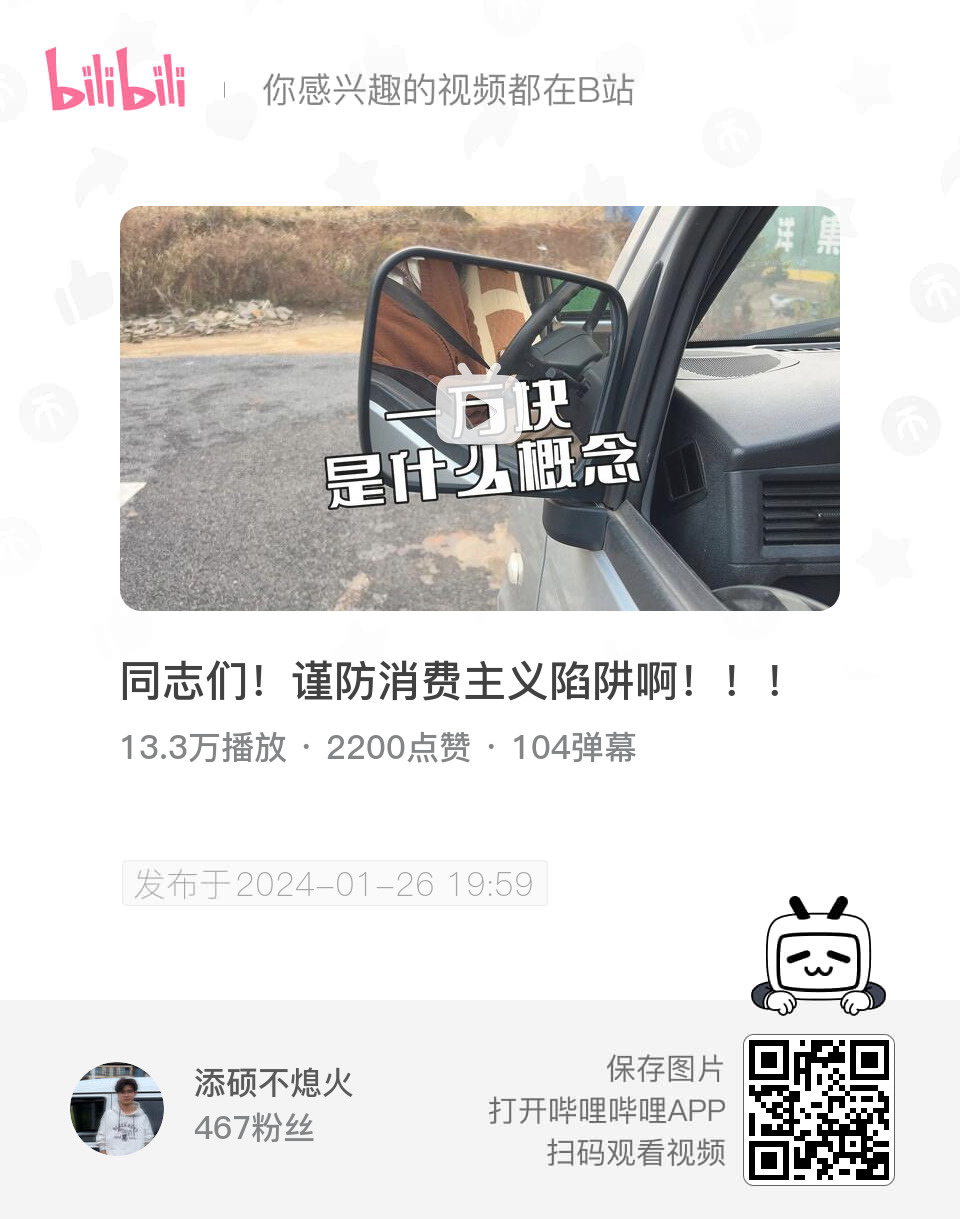 bilibili
你感兴趣的视频都在B站
集
一万块
是什么概念
同志们！谨防消费主义陷阱啊！！！
13.3万播放 · 2200点赞 · 104弹幕
发布于2024-01-26 19:59
添硕不熄火
467粉丝
保存图片
打开哔哩哔哩APP
扫码观看视频